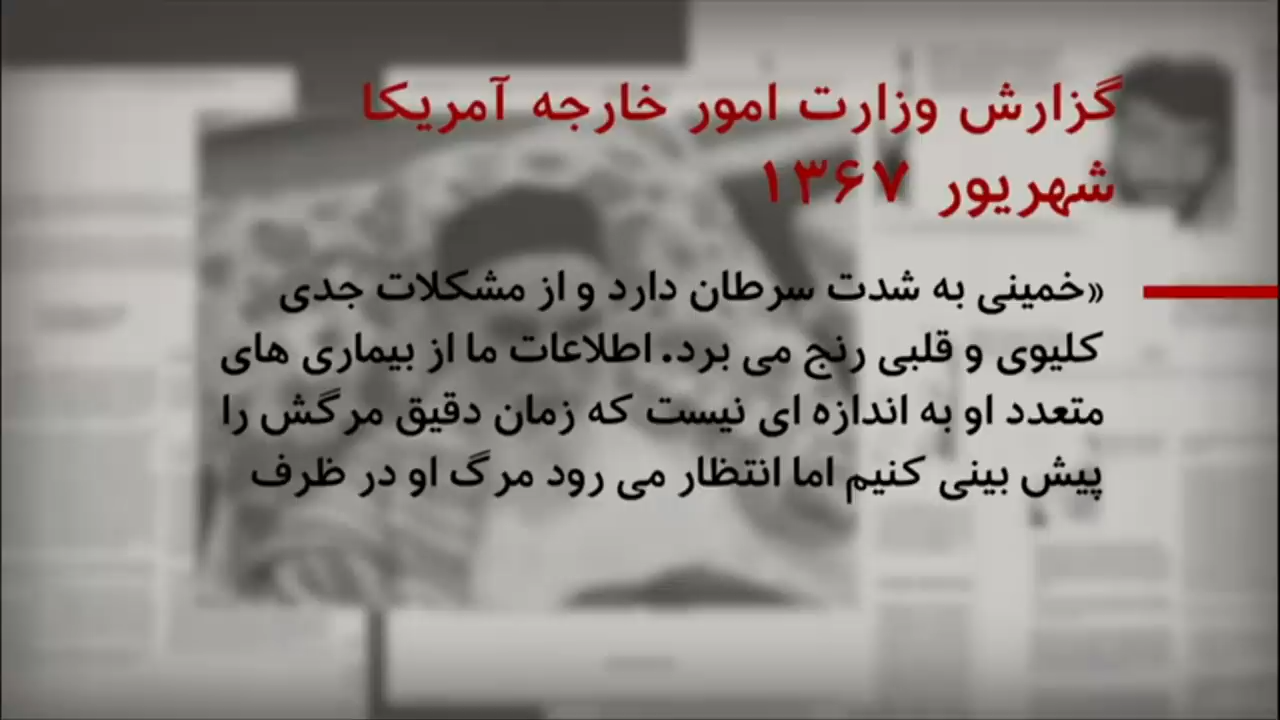 گزارش وزارت امور خارجه آمریکا
شهریور ۱۳۶۷
«خمینی به شدت سرطان دارد و از مشکلات جدی
کلیوی و قلبی رنج می برد. اطلاعات ما از بیماری های
متعدد او به اندازه ای نیست که زمان دقیق مرگش را
پیش بینی کنیم اما انتظار می رود مرگ او در ظرف